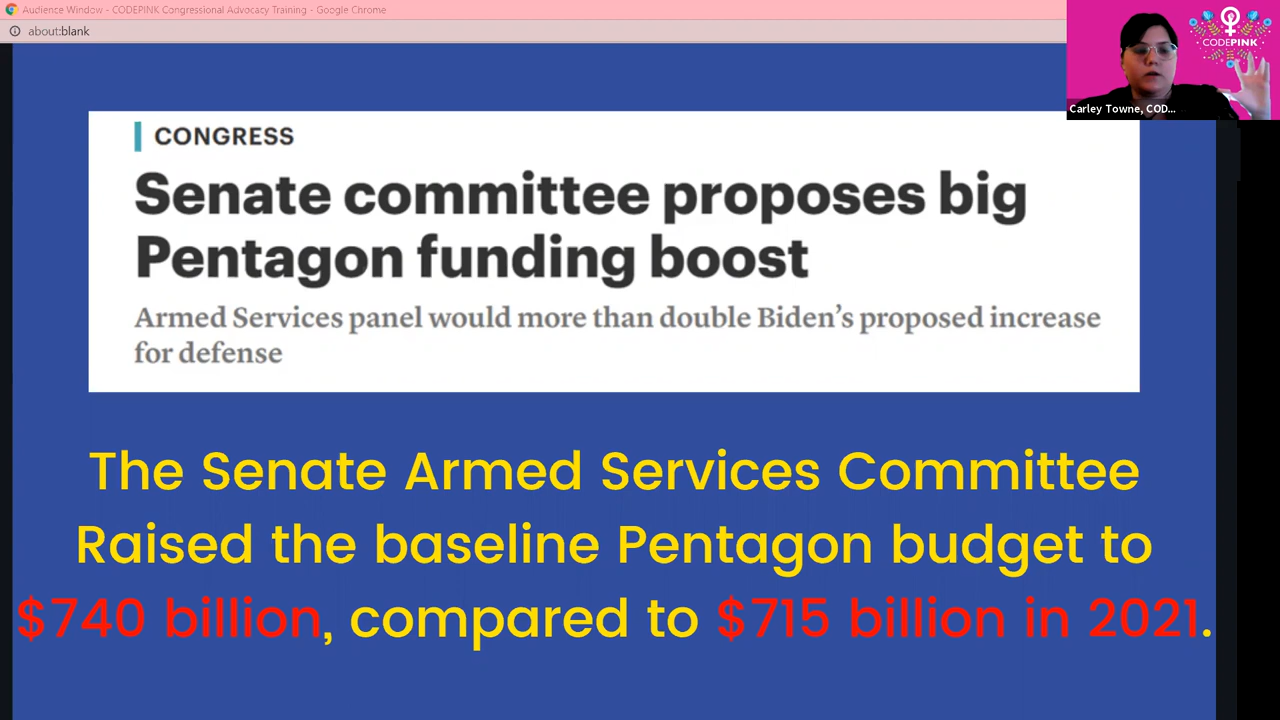 Audience Window - CODEPINK Congressional Advocacy Training - Google Chrome
about:blank
CODEPINK
Carley Towne, COD...
CONGRESS
Senate committee proposes big
Pentagon funding boost
Armed Services panel would more than double Biden’s proposed increase
for defense
The Senate Armed Services Committee
Raised the baseline Pentagon budget to
$740 billion, compared to $715 billion in 2021.